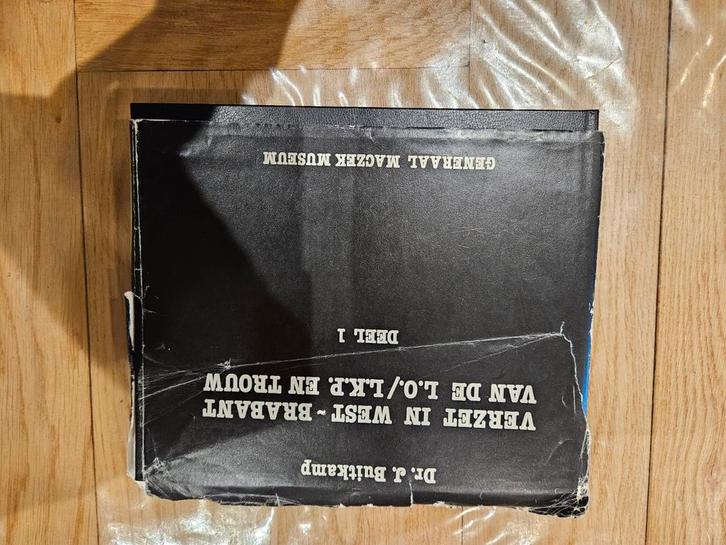 Dr. J. Buitkamp
VERZET IN WEST-BRABANT
VAN DE L.O./L.K.P. EN TROUW
DEEL 1
GENERAAL MACZEK MUSEUM